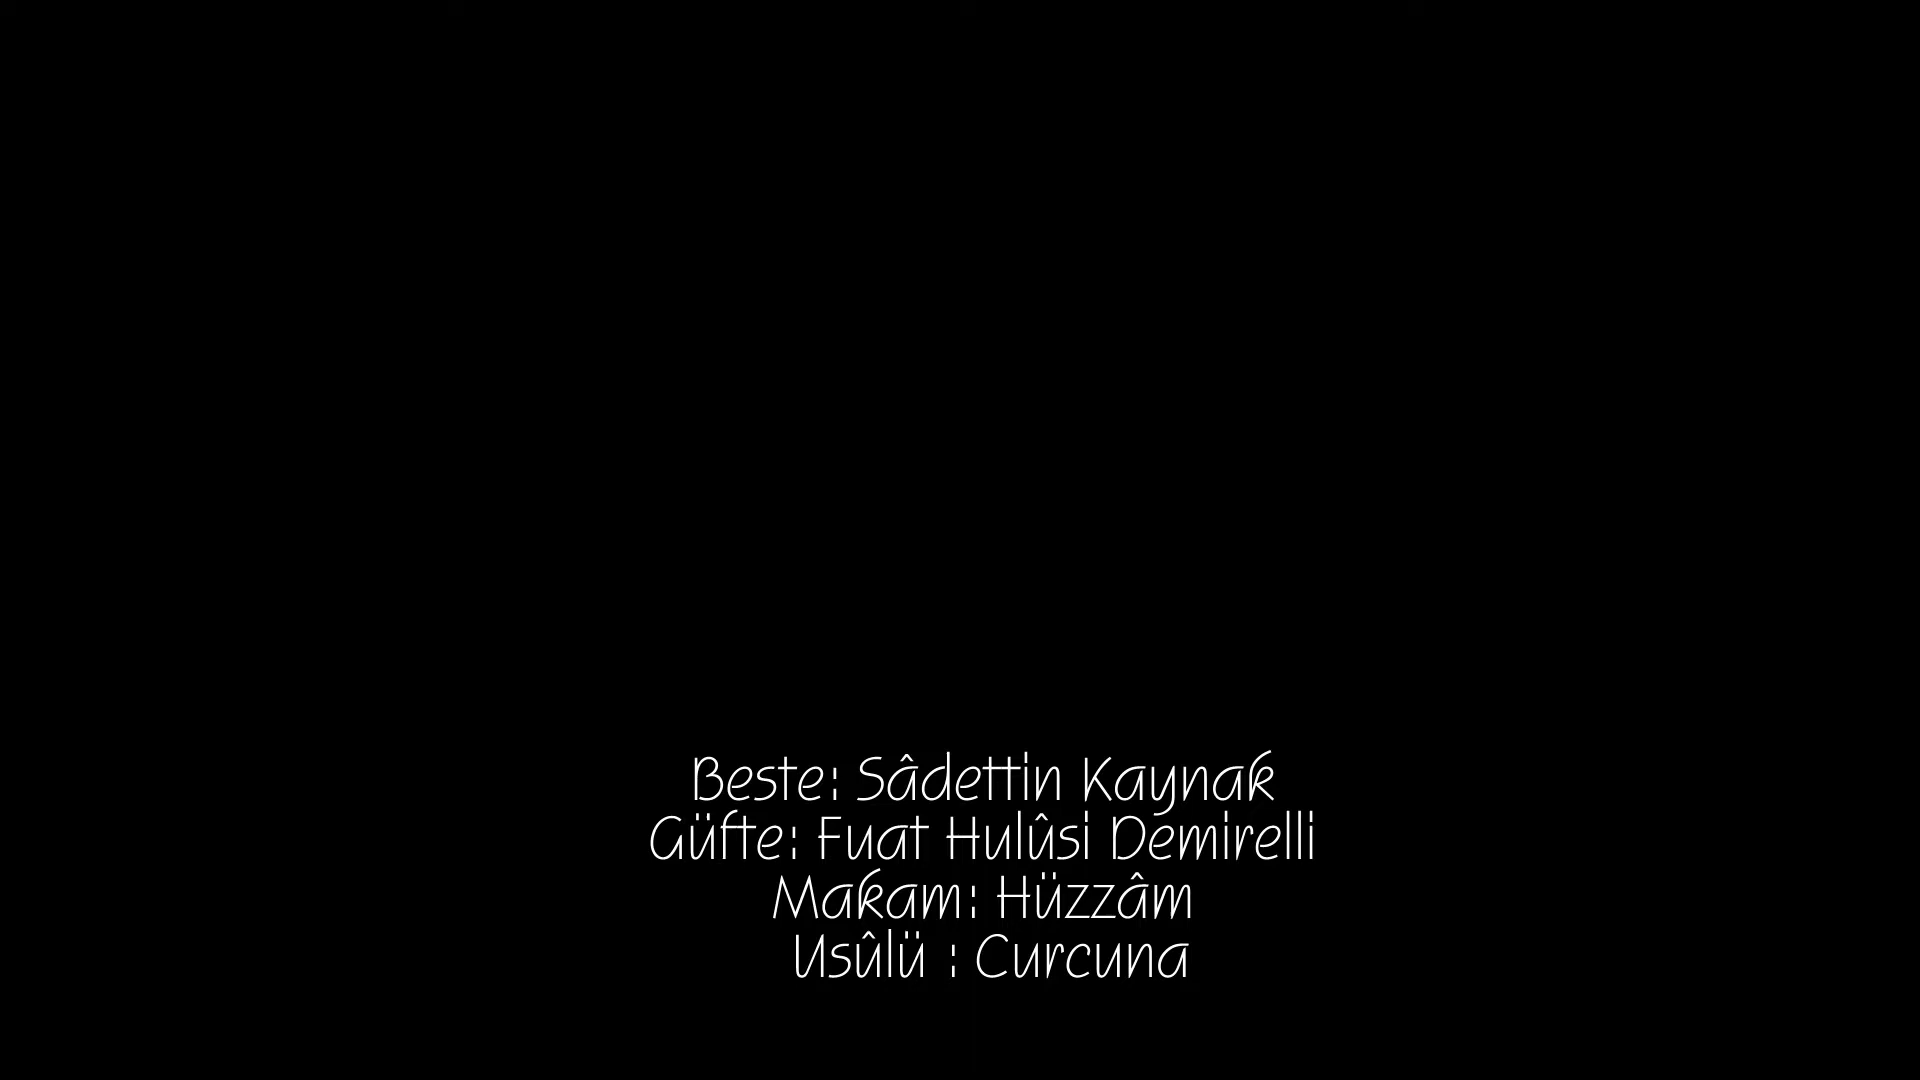 Beste: Sâdettin Kaynak
Güfte: Fuat Hulûsi Demirelli
Makam: Hüzzâm
Usûlü : Curcuna